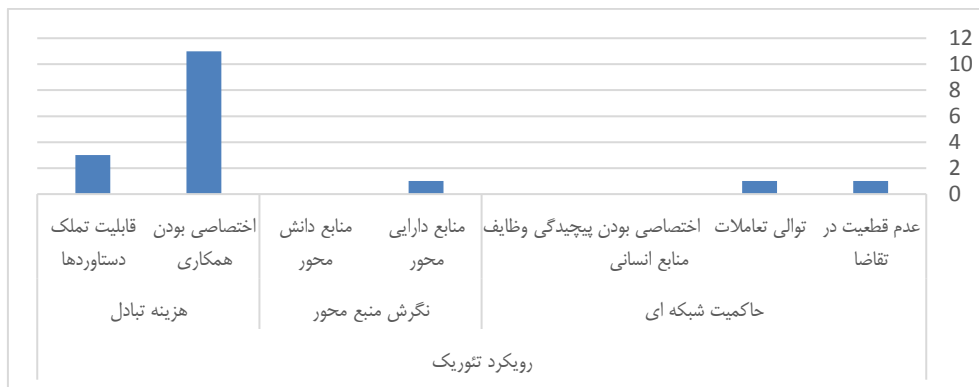 12
10
8
6
4
2
0
عدم قطعیت در تقاضا
توالی تعاملات
پیچیدگی وظایف
اختصاصی بودن منابع انسانی
منابع دارایی محور
منابع دانش محور
اختصاصی بودن همکاری
قابلیت تملک دستاوردها
حاکمیت شبکه ای
نگرش منبع محور
هزینه تبادل
رویکرد تئوریک